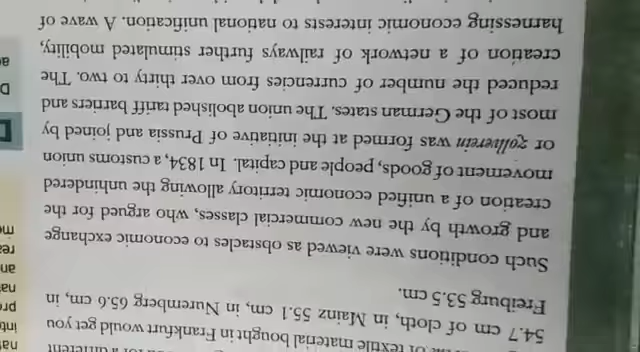 of textile material bought in Frankfurt would get you
54.7 cm of cloth, in Mainz 55.1 cm, in Nuremberg 65.6 cm, in
Freiburg 53.5 cm.
Such conditions were viewed as obstacles to economic exchange
and growth by the new commercial classes, who argued for the
creation of a unified economic territory allowing the unhindered
movement of goods, people and capital. In 1834, a customs union
or zollverein was formed at the initiative of Prussia and joined by
most of the German states. The union abolished tariff barriers and
reduced the number of currencies from over thirty to two. The
creation of a network of railways further stimulated mobility,
harnessing economic interests to national unification. A wave of